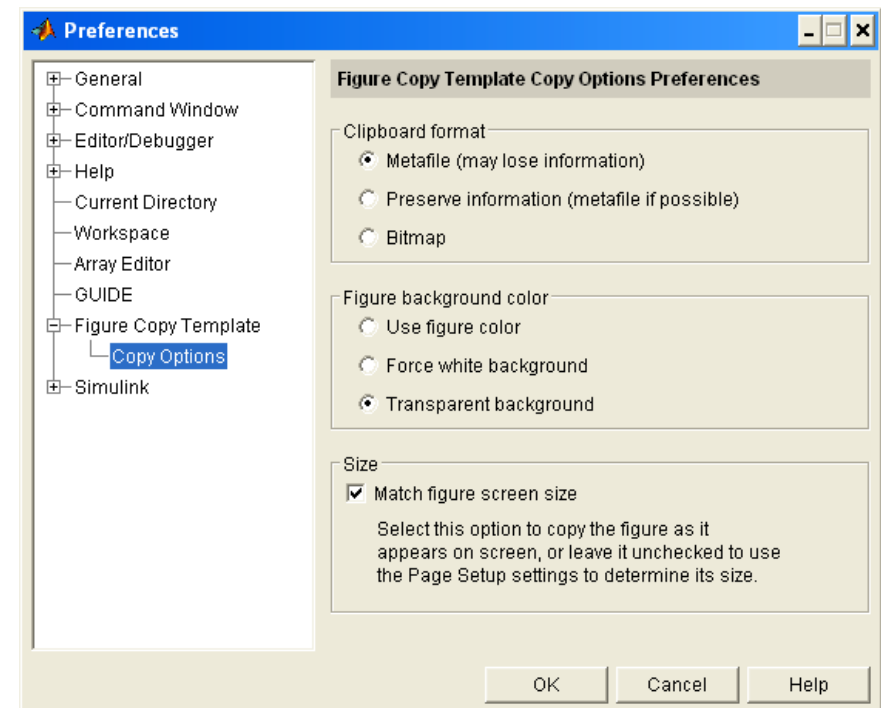 Preferences
General
Command Window
Editor/Debugger
Help
Current Directory
Workspace
Array Editor
GUIDE
Figure Copy Template
Copy Options
Simulink
Figure Copy Template Copy Options Preferences
Clipboard format
Metafile (may lose information)
Preserve information (metafile if possible)
Bitmap
Figure background color
Use figure color
Force white background
Transparent background
Size
Match figure screen size
Select this option to copy the figure as it
appears on screen, or leave it unchecked to use
the Page Setup settings to determine its size.
OK
Cancel
Help